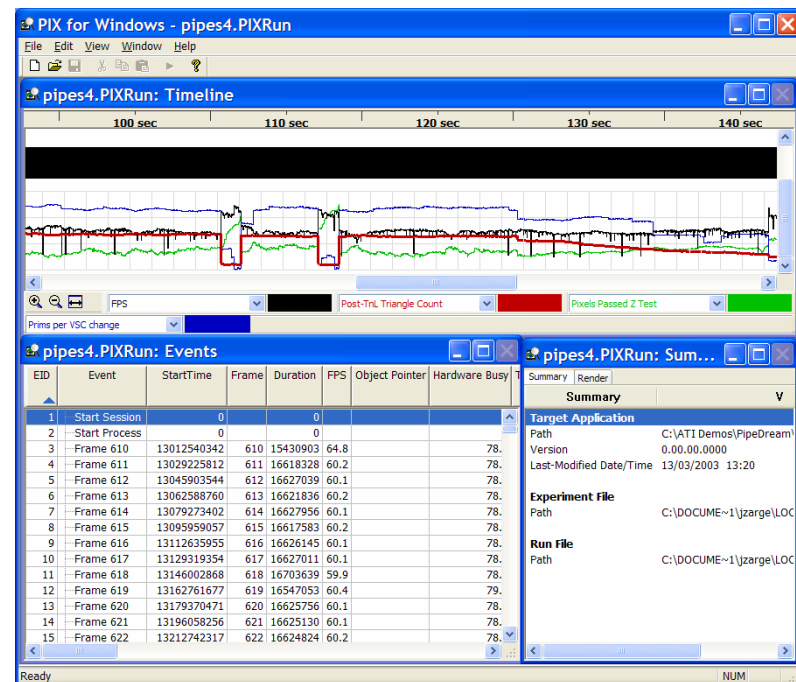 PIX for Windows - pipes4.PIXRun
File Edit View Window Help
pipes4.PIXRun: Timeline
100 sec 110 sec 120 sec 130 sec 140 sec
FPS Post-TnL Triangle Count Pixels Passed Z Test
Prims per VSC change
pipes4.PIXRun: Events
EID Event StartTime Frame Duration FPS Object Pointer Hardware Busy T
1 Start Session 0 0
2 Start Process 0 0
3 Frame 610 13012540342 610 15430903 64.8 78.
4 Frame 611 13029225812 611 16618328 60.2 78.
5 Frame 612 13045903544 612 16627039 60.1 78.
6 Frame 613 13062588760 613 16621836 60.2 78.
7 Frame 614 13079273402 614 16627956 60.1 78.
8 Frame 615 13095959057 615 16617583 60.2 78.
9 Frame 616 13112635955 616 16626145 60.1 78.
10 Frame 617 13129319354 617 16627011 60.1 78.
11 Frame 618 13146002868 618 16703639 59.9 78.
12 Frame 619 13162761677 619 16547053 60.4 79.
13 Frame 620 13179370471 620 16625756 60.1 78.
14 Frame 621 13196058256 621 16625130 60.1 78.
15 Frame 622 13212742317 622 16624824 60.2 78.
pipes4.PIXRun: Sum...
Summary Render
Summary V
Target Application
Path C:\ATI Demos\PipeDream\
Version 0.00.00.0000
Last-Modified Date/Time 13/03/2003 13:20
Experiment File
Path C:\DOCUME~1\jzarge\LOC
Run File
Path C:\DOCUME~1\jzarge\LOC
Ready NUM